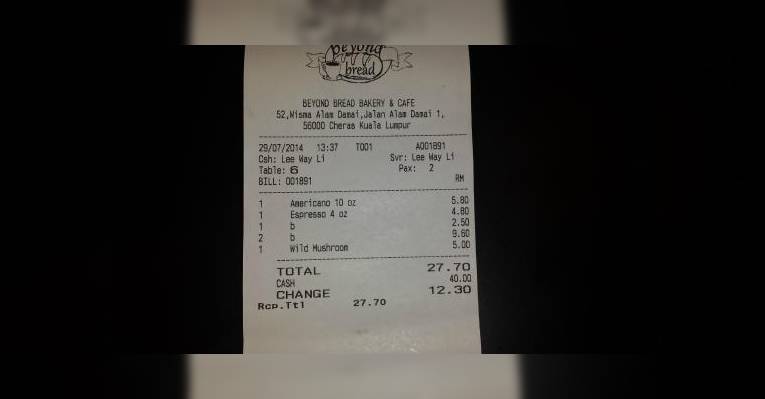 Beyond
bread
BEYOND BREAD BAKERY & CAFE
52,Wisma Alam Damai,Jalan Alam Damai 1,
56000 Cheras Kuala Lumpur
29/07/2014 13:37 T001 A001891
Csh: Lee Way Li Svr: Lee Way Li
Table: 6 Pax: 2
BILL: 001891 RM
1 Americano 10 oz 5.80
1 Espresso 4 oz 4.80
1 b 2.50
2 b 9.60
1 Wild Mushroom 5.00
TOTAL 27.70
CASH 40.00
CHANGE 12.30
Rcp.Ttl 27.70